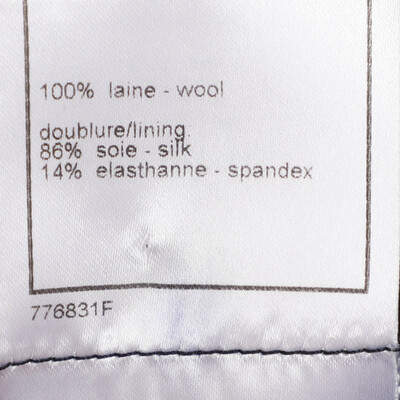 100% laine - wool
doublure/lining.
86% soie - silk
14% elasthanne - spandex
776831F